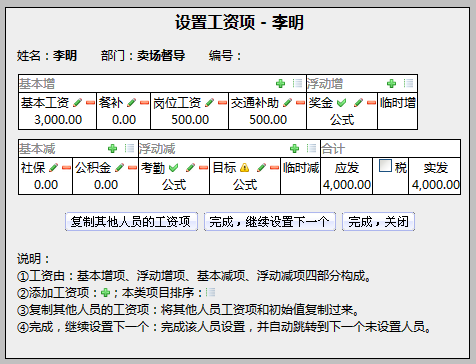 设置工资项 - 李明
姓名：李明 部门：卖场督导 编号：
基本增 浮动增
基本工资 餐补 岗位工资 交通补助 奖金 临时增
3,000.00 0.00 500.00 500.00 公式
基本减 浮动减 合计
社保 公积金 考勤 目标 临时减 应发 税 实发
0.00 0.00 公式 公式 4,000.00 4,000.00
复制其他人员的工资项 完成，继续设置下一个 完成，关闭
说明：
①工资由：基本增项、浮动增项、基本减项、浮动减项四部分构成。
②添加工资项：；本类项目排序：
③复制其他人员的工资项：将其他人员工资项和初始值复制过来。
④完成，继续设置下一个：完成该人员设置，并自动跳转到下一个未设置人员。